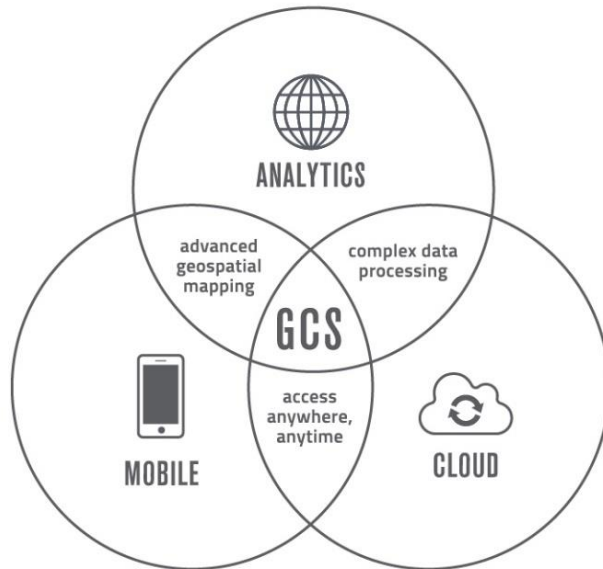 ANALYTICS
advanced
geospatial
mapping
complex data
processing
GCS
access
anywhere,
anytime
MOBILE
CLOUD